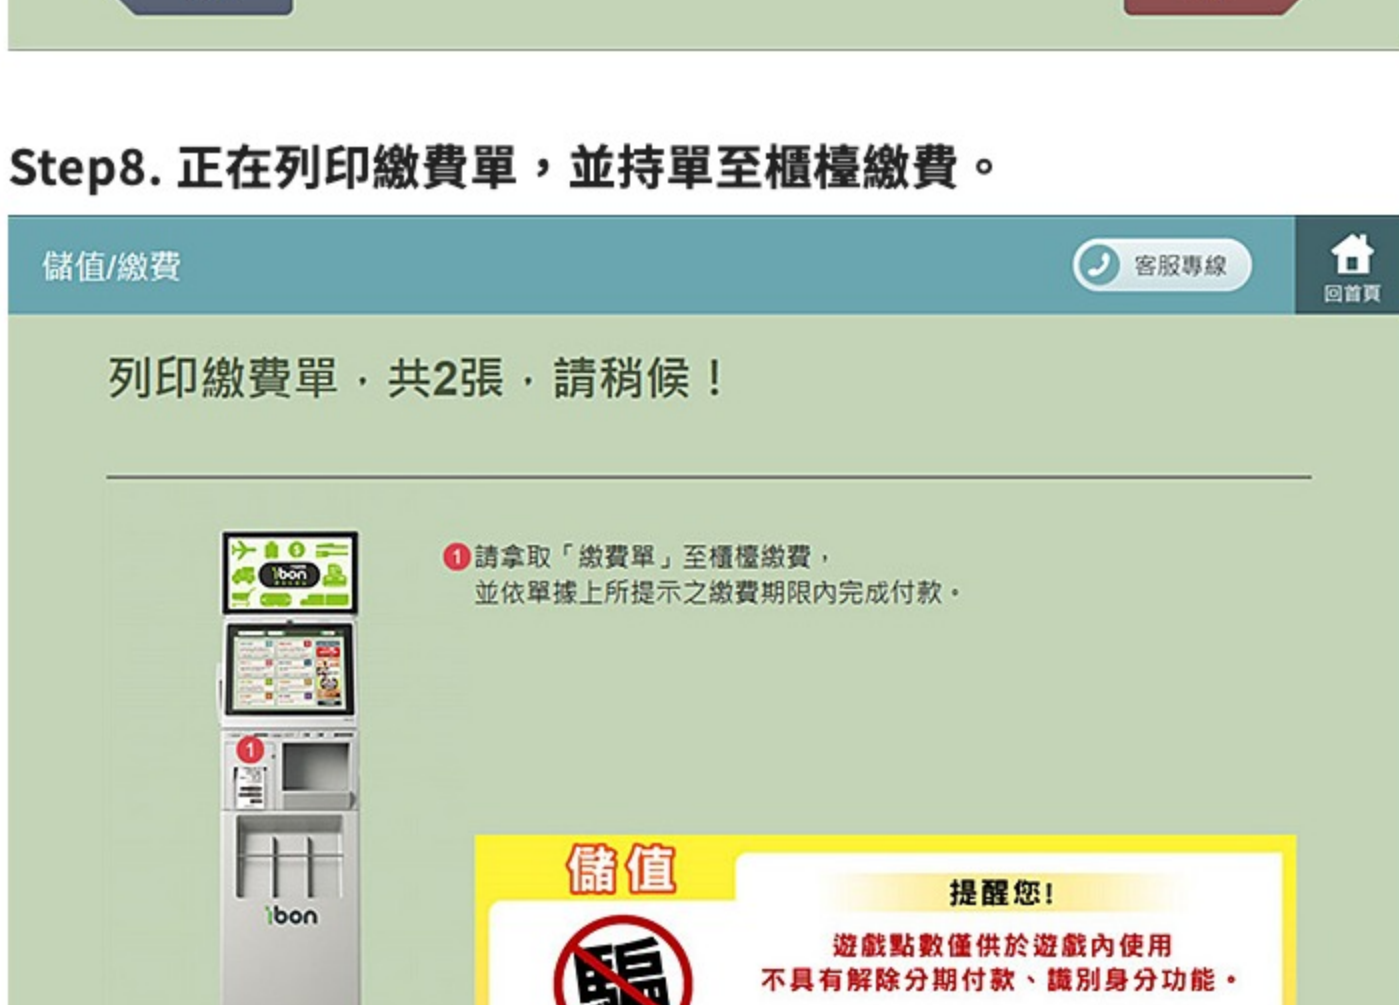 Step8. 正在列印繳費單，並持單至櫃檯繳費。
儲值/繳費
客服專線
回首頁
列印繳費單，共2張，請稍候！
1 請拿取「繳費單」至櫃檯繳費，
並依單據上所提示之繳費期限內完成付款。
ibon
1
ibon
儲值
騙
提醒您!
遊戲點數僅供於遊戲內使用
不具有解除分期付款、識別身分功能。